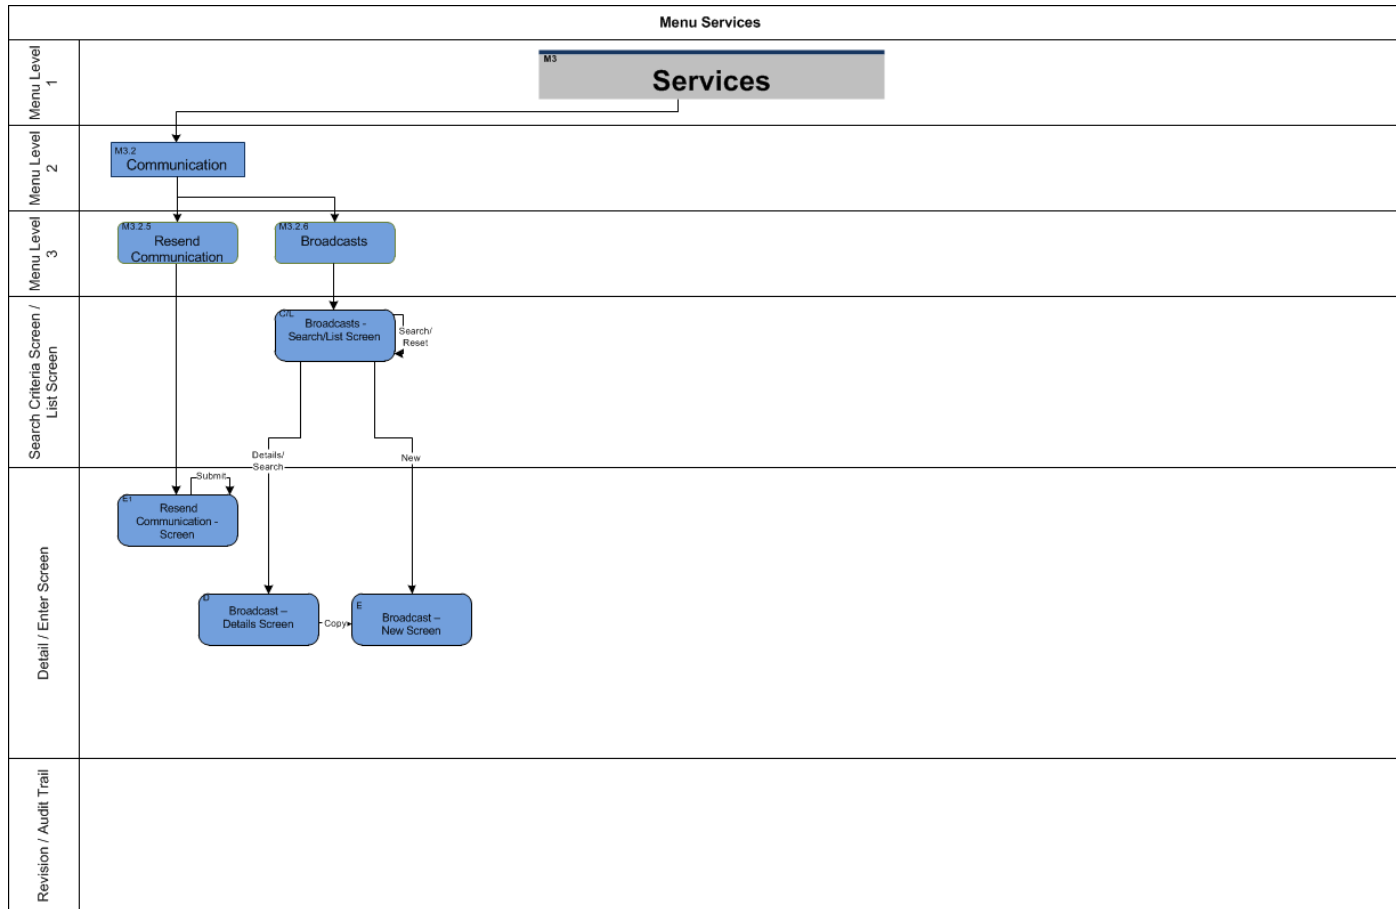 Menu Services
Menu Level
1
M3
Services
Menu Level
2
M3.2
Communication
Menu Level
3
M3.2.5
Resend
Communication
M3.2.6
Broadcasts
Search Criteria Screen /
List Screen
C/L
Broadcasts -
Search/List Screen
Search/
Reset
Details/
Search
New
Detail / Enter Screen
Submit
E1
Resend
Communication -
Screen
D
Broadcast –
Details Screen
Copy
E
Broadcast –
New Screen
Revision / Audit Trail